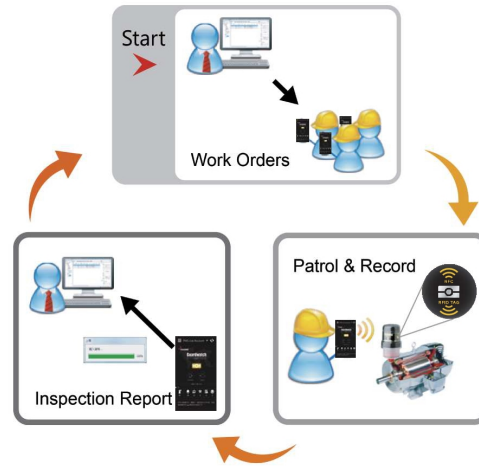 Start
Work Orders
Patrol & Record
NFC
RFID TAG
Inspection Report